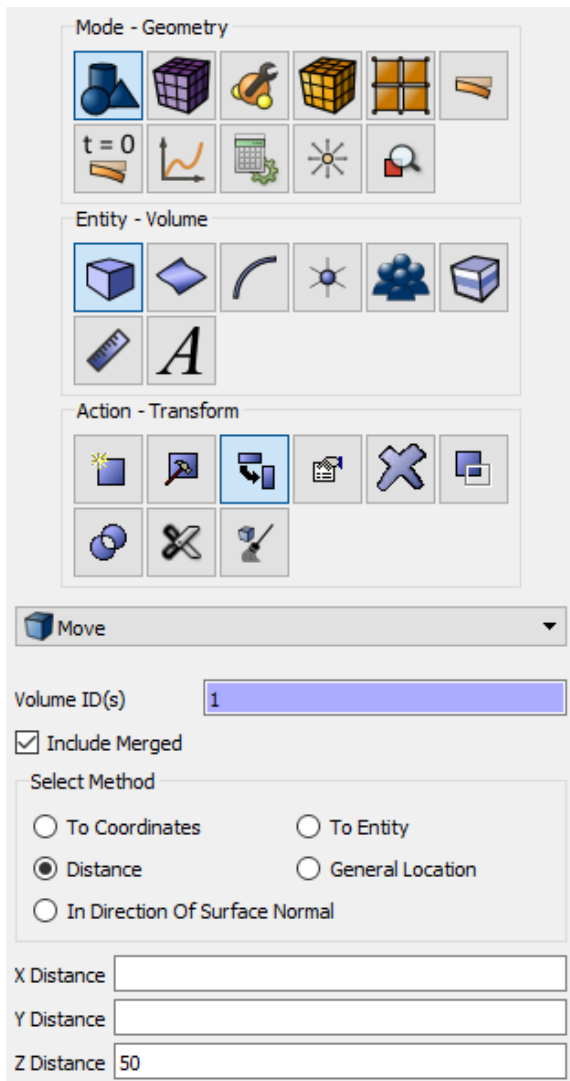 Mode - Geometry
t = 0
Entity - Volume
A
Action - Transform
Move
Volume ID(s) 1
Include Merged
Select Method
To Coordinates To Entity
Distance General Location
In Direction Of Surface Normal
X Distance
Y Distance
Z Distance 50